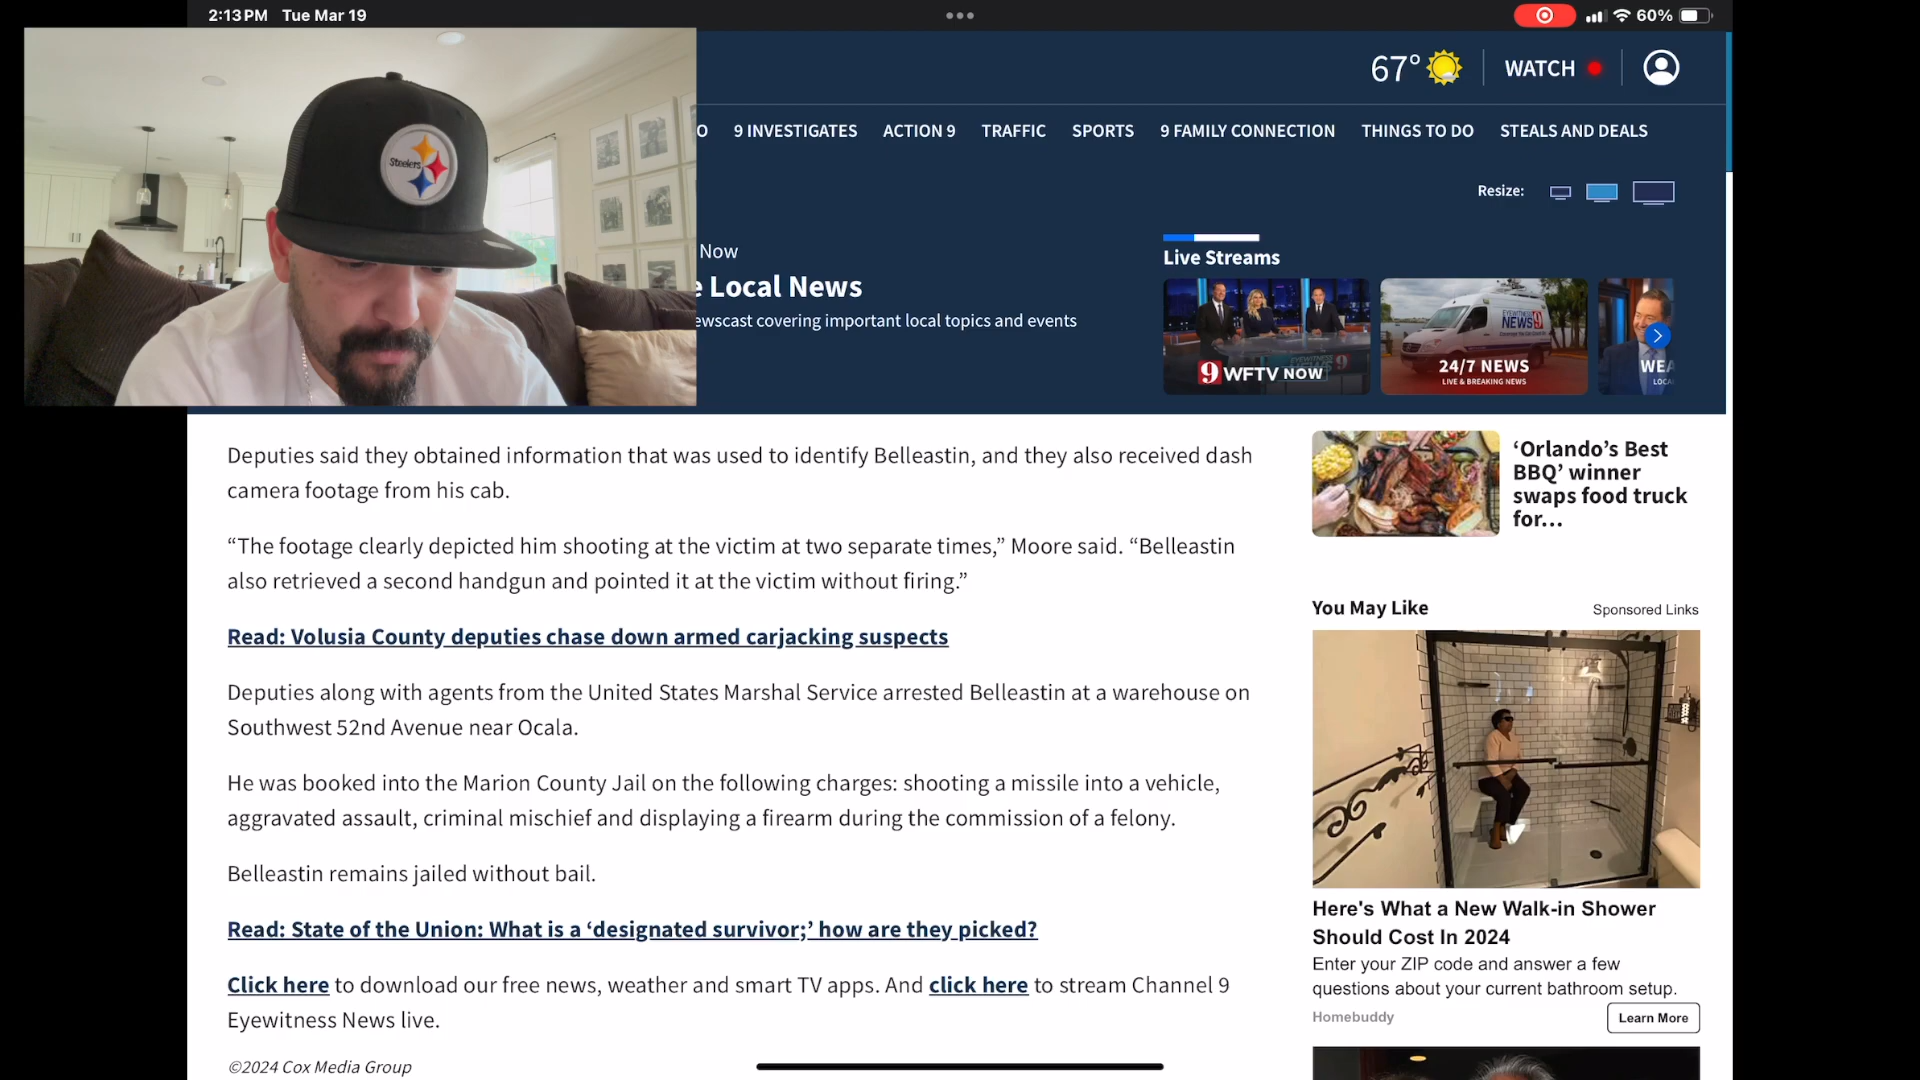 2:13 PM Tue Mar 19
60%
Steelers
67°
WATCH
9 INVESTIGATES ACTION 9 TRAFFIC SPORTS 9 FAMILY CONNECTION THINGS TO DO STEALS AND DEALS
Resize:
Now
e Local News
ewscast covering important local topics and events
Live Streams
9 WFTV NOW
EYEWITNESS NEWS 9
24/7 NEWS
LIVE & BREAKING NEWS
WEA
LOCA
Deputies said they obtained information that was used to identify Belleastin, and they also received dash
camera footage from his cab.
“The footage clearly depicted him shooting at the victim at two separate times,” Moore said. “Belleastin
also retrieved a second handgun and pointed it at the victim without firing.”
Read: Volusia County deputies chase down armed carjacking suspects
Deputies along with agents from the United States Marshal Service arrested Belleastin at a warehouse on
Southwest 52nd Avenue near Ocala.
He was booked into the Marion County Jail on the following charges: shooting a missile into a vehicle,
aggravated assault, criminal mischief and displaying a firearm during the commission of a felony.
Belleastin remains jailed without bail.
Read: State of the Union: What is a ‘designated survivor;’ how are they picked?
Click here to download our free news, weather and smart TV apps. And click here to stream Channel 9
Eyewitness News live.
©2024 Cox Media Group
‘Orlando’s Best
BBQ’ winner
swaps food truck
for…
You May Like
Sponsored Links
Here's What a New Walk-in Shower
Should Cost In 2024
Enter your ZIP code and answer a few
questions about your current bathroom setup.
Homebuddy
Learn More